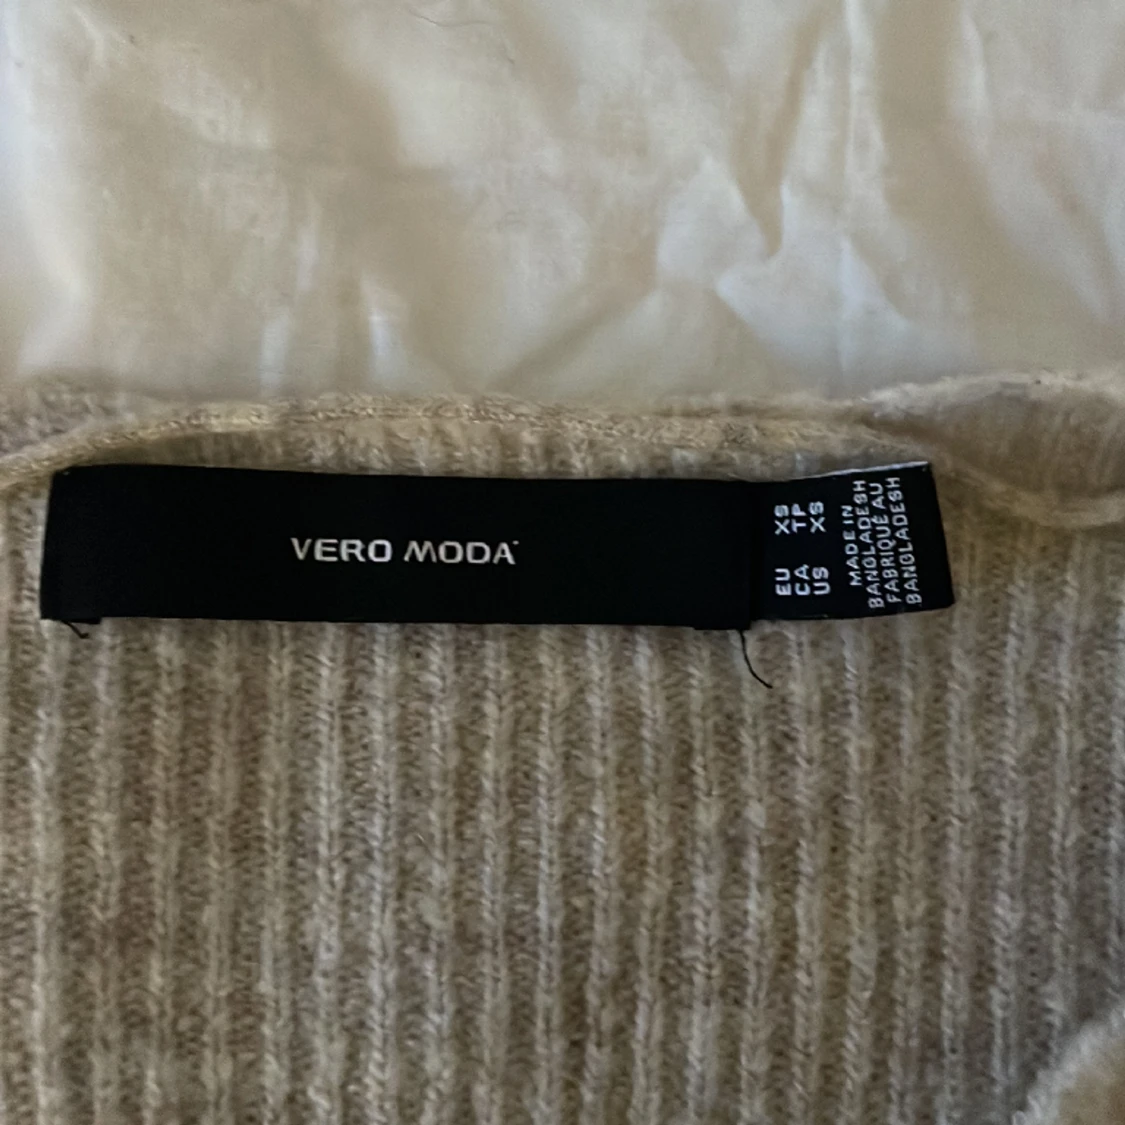 VERO MODA
EU XS
CA TP
US XS
MADE IN
BANGLADESH
FABRIQUÉ AU
BANGLADESH